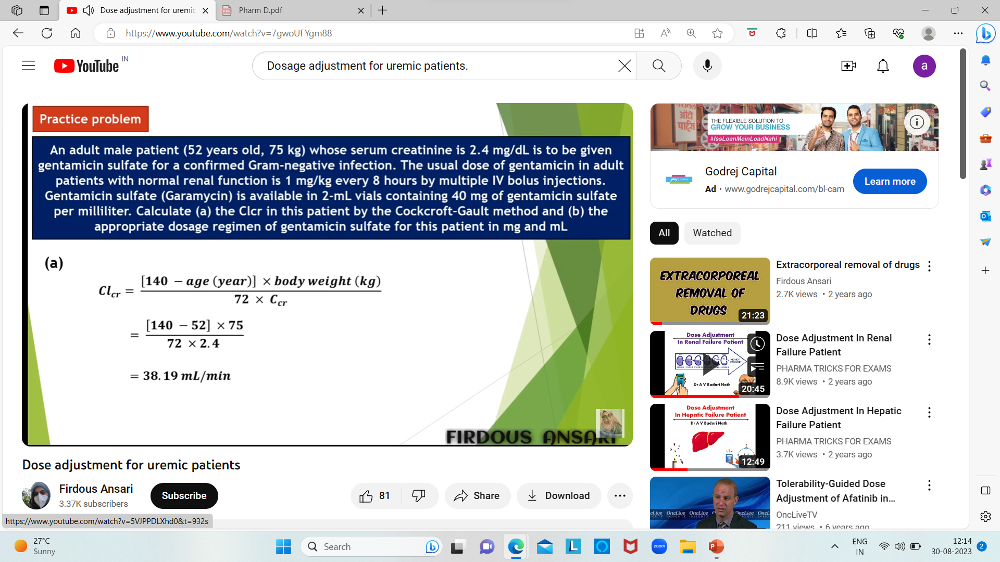 Dose adjustment for uremic
Pharm D.pdf
https://www.youtube.com/watch?v=7gwoUFYgm88
YouTube IN
Dosage adjustment for uremic patients.
a
Practice problem
An adult male patient (52 years old, 75 kg) whose serum creatinine is 2.4 mg/dL is to be given
gentamicin sulfate for a confirmed Gram-negative infection. The usual dose of gentamicin in adult
patients with normal renal function is 1 mg/kg every 8 hours by multiple IV bolus injections.
Gentamicin sulfate (Garamycin) is available in 2-mL vials containing 40 mg of gentamicin sulfate
per milliliter. Calculate (a) the Clcr in this patient by the Cockcroft-Gault method and (b) the
appropriate dosage regimen of gentamicin sulfate for this patient in mg and mL
(a)
Cl_cr = [140 − age (year)] × body weight (kg) / 72 × C_cr
= [140 − 52] × 75 / 72 × 2.4
= 38.19 mL/min
FIRDOUS ANSARI
Dose adjustment for uremic patients
Firdous Ansari
3.37K subscribers
Subscribe
81
Share
Download
https://www.youtube.com/watch?v=5VJPPDLXhd0&t=932s
THE FLEXIBLE SOLUTION TO
GROW YOUR BUSINESS
#IssLoanMeinLoadNahi
Godrej Capital
Ad · www.godrejcapital.com/bl-cam
Learn more
All
Watched
EXTRACORPOREAL
REMOVAL OF
DRUGS
21:23
Extracorporeal removal of drugs
Firdous Ansari
2.7K views • 2 years ago
Dose Adjustment
In Renal Failure Patient
KIDNEY
FAILURE
Dr A V Badari Nath
20:45
Dose Adjustment In Renal
Failure Patient
PHARMA TRICKS FOR EXAMS
8.9K views • 2 years ago
Dose Adjustment
In Hepatic Failure Patient
Dr A V Badari Nath
12:49
Dose Adjustment In Hepatic
Failure Patient
PHARMA TRICKS FOR EXAMS
3.7K views • 2 years ago
Tolerability-Guided Dose
Adjustment of Afatinib in...
OncLiveTV
211 views • 6 years ago
27°C
Sunny
Search
zoom
ENG
IN
12:14
30-08-2023
2